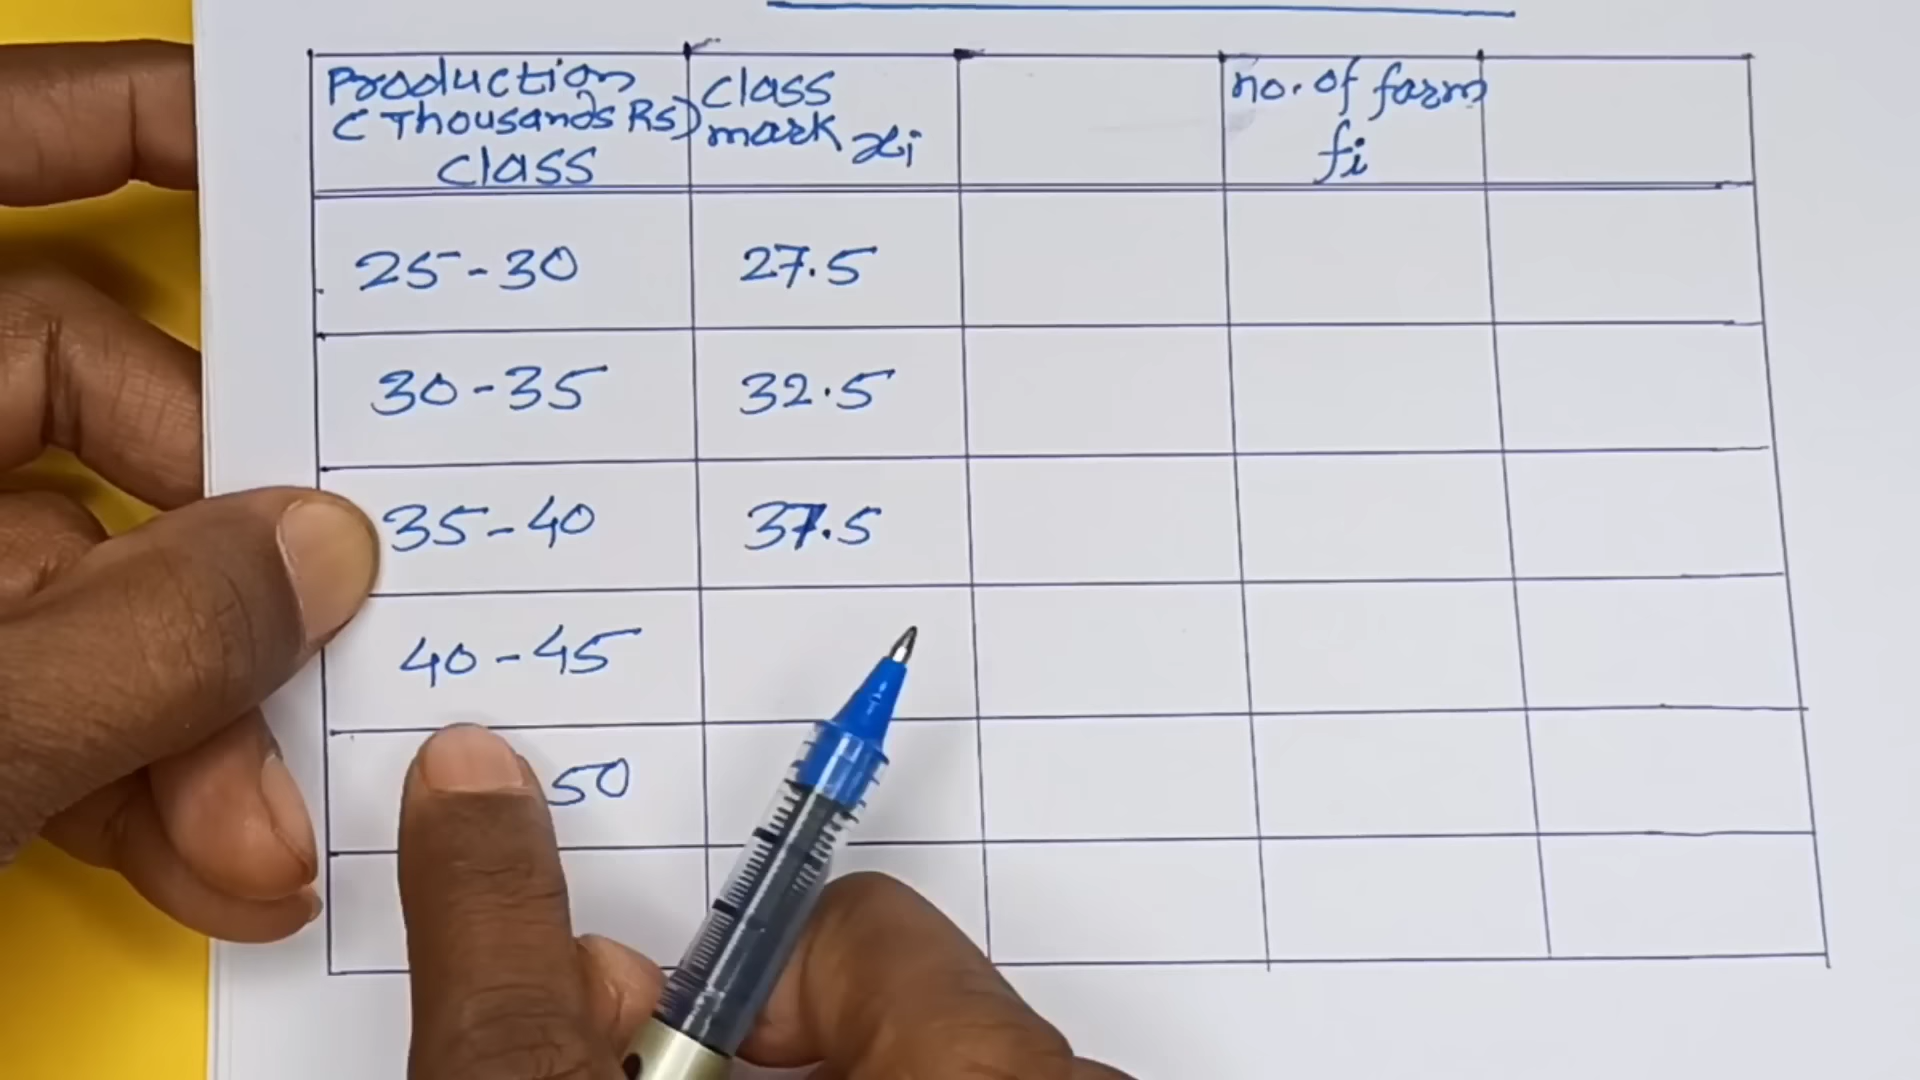 Production
(Thousands Rs)
class
class
mark xi
no. of farm
fi
25-30
27.5
30-35
32.5
35-40
37.5
40-45
50